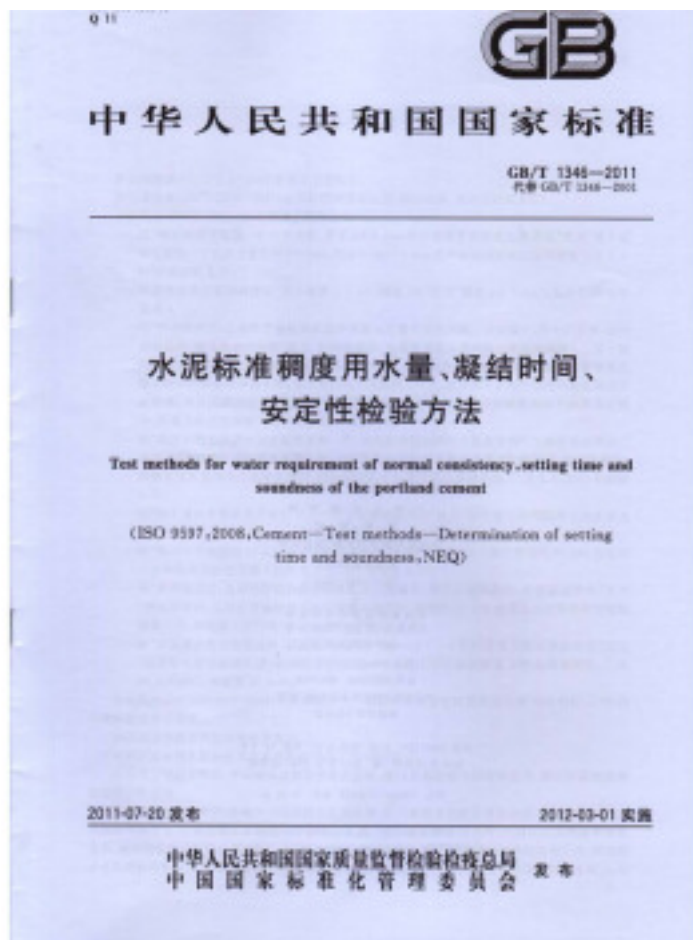 Q 11
GB
中华人民共和国国家标准
GB/T 1346—2011
代替 GB/T 1346—2001
水泥标准稠度用水量、凝结时间、
安定性检验方法
Test methods for water requirement of normal consistency,setting time and
soundness of the portland cement
(ISO 9597:2008,Cement—Test methods—Determination of setting
time and soundness,NEQ)
2011-07-20 发布
2012-03-01 实施
中华人民共和国国家质量监督检验检疫总局
中国国家标准化管理委员会
发布